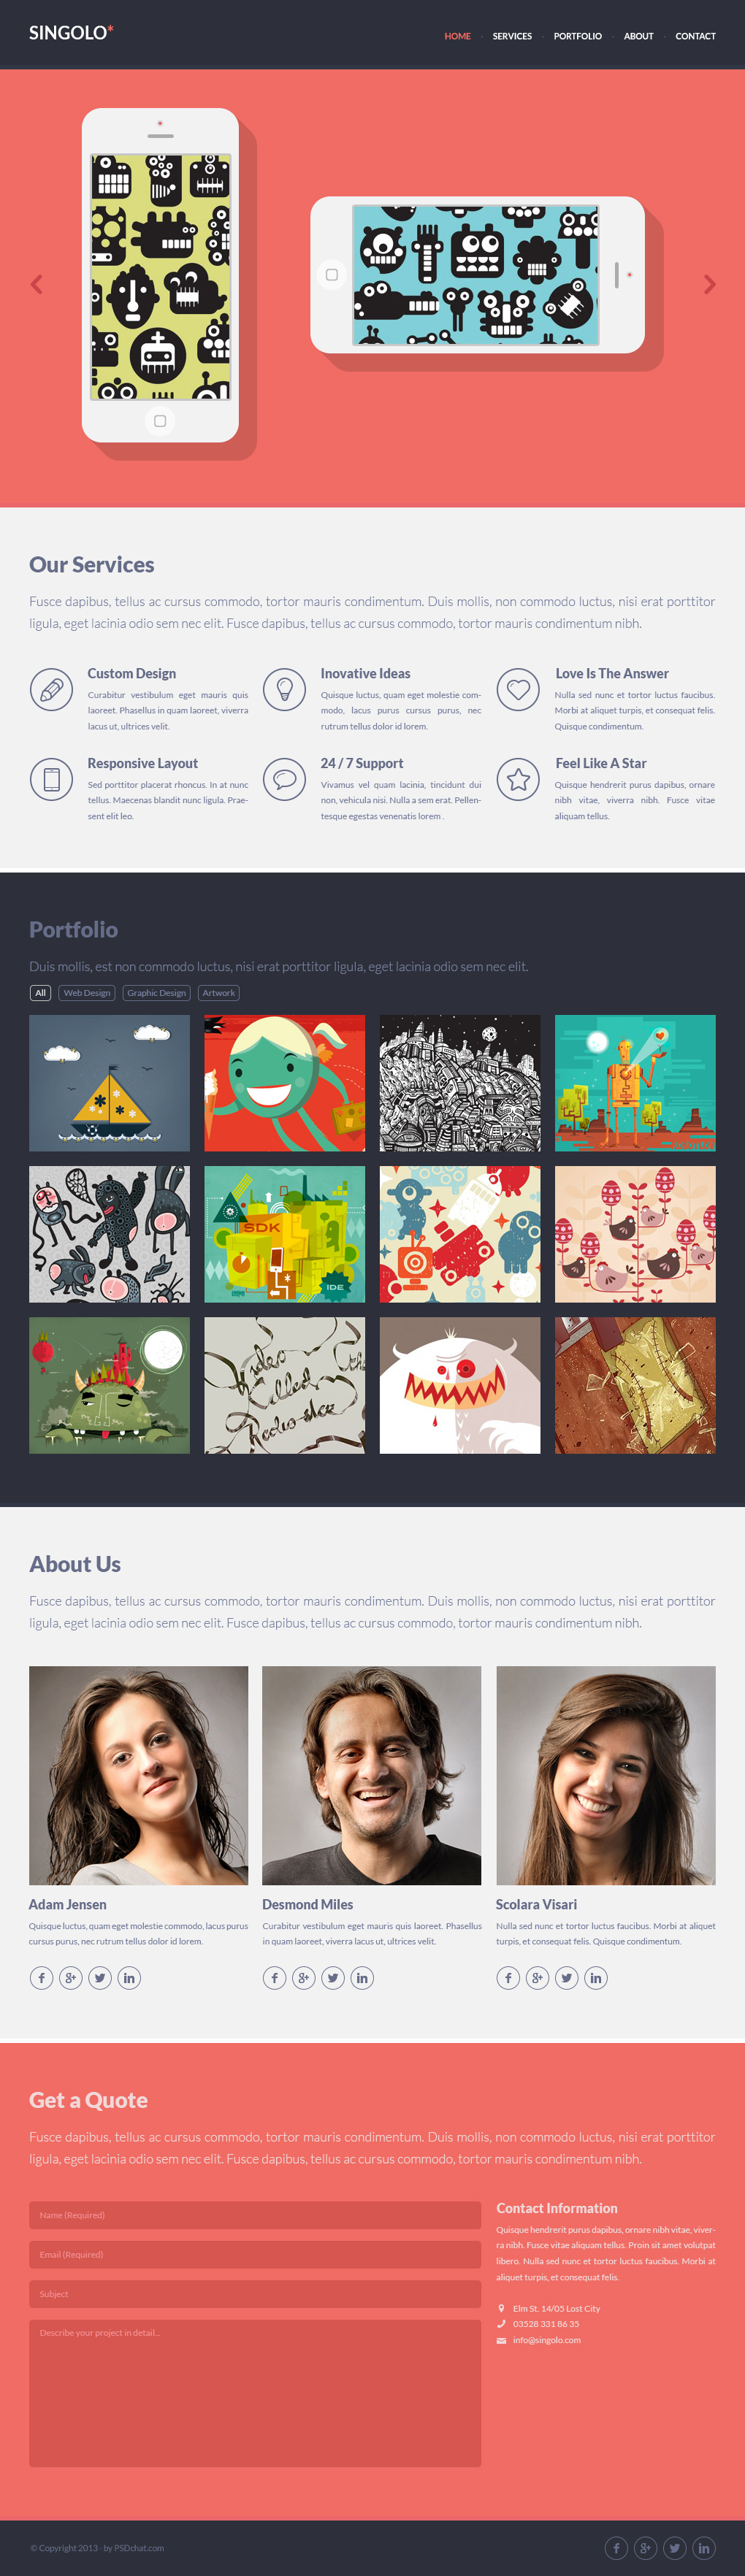 SINGOLO*
HOME · SERVICES · PORTFOLIO · ABOUT · CONTACT
Our Services
Fusce dapibus, tellus ac cursus commodo, tortor mauris condimentum. Duis mollis, non commodo luctus, nisi erat porttitor
ligula, eget lacinia odio sem nec elit. Fusce dapibus, tellus ac cursus commodo, tortor mauris condimentum nibh.
Custom Design
Curabitur vestibulum eget mauris quis
laoreet. Phasellus in quam laoreet, viverra
lacus ut, ultrices velit.
Inovative Ideas
Quisque luctus, quam eget molestie com-
modo, lacus purus cursus purus, nec
rutrum tellus dolor id lorem.
Love Is The Answer
Nulla sed nunc et tortor luctus faucibus.
Morbi at aliquet turpis, et consequat felis.
Quisque condimentum.
Responsive Layout
Sed porttitor placerat rhoncus. In at nunc
tellus. Maecenas blandit nunc ligula. Prae-
sent elit leo.
24 / 7 Support
Vivamus vel quam lacinia, tincidunt dui
non, vehicula nisi. Nulla a sem erat. Pellen-
tesque egestas venenatis lorem .
Feel Like A Star
Quisque hendrerit purus dapibus, ornare
nibh vitae, viverra nibh. Fusce vitae
aliquam tellus.
Portfolio
Duis mollis, est non commodo luctus, nisi erat porttitor ligula, eget lacinia odio sem nec elit.
All Web Design Graphic Design Artwork
SDK
IDE
Video
Killed
the
Radio star
About Us
Fusce dapibus, tellus ac cursus commodo, tortor mauris condimentum. Duis mollis, non commodo luctus, nisi erat porttitor
ligula, eget lacinia odio sem nec elit. Fusce dapibus, tellus ac cursus commodo, tortor mauris condimentum nibh.
Adam Jensen
Quisque luctus, quam eget molestie commodo, lacus purus
cursus purus, nec rutrum tellus dolor id lorem.
Desmond Miles
Curabitur vestibulum eget mauris quis laoreet. Phasellus
in quam laoreet, viverra lacus ut, ultrices velit.
Scolara Visari
Nulla sed nunc et tortor luctus faucibus. Morbi at aliquet
turpis, et consequat felis. Quisque condimentum.
f g+ in
f g+ in
f g+ in
Get a Quote
Fusce dapibus, tellus ac cursus commodo, tortor mauris condimentum. Duis mollis, non commodo luctus, nisi erat porttitor
ligula, eget lacinia odio sem nec elit. Fusce dapibus, tellus ac cursus commodo, tortor mauris condimentum nibh.
Name (Required)
Email (Required)
Subject
Describe your project in detail...
Contact Information
Quisque hendrerit purus dapibus, ornare nibh vitae, viver-
ra nibh. Fusce vitae aliquam tellus. Proin sit amet volutpat
libero. Nulla sed nunc et tortor luctus faucibus. Morbi at
aliquet turpis, et consequat felis.
Elm St. 14/05 Lost City
03528 331 86 35
info@singolo.com
© Copyright 2013 · by PSDchat.com
f g+ in